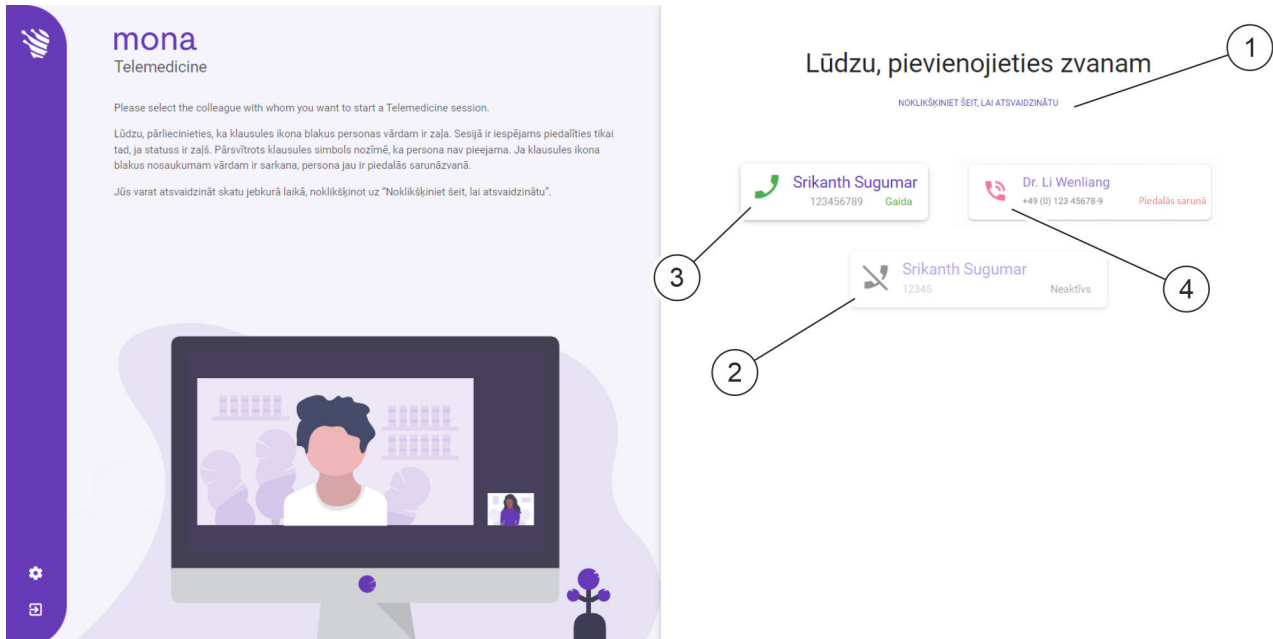 mona
Telemedicine
Please select the colleague with whom you want to start a Telemedicine session.
Lūdzu, pārliecinieties, ka klausules ikona blakus personas vārdam ir zaļa. Sesijā ir iespējams piedalīties tikai
tad, ja statuss ir zaļš. Pārsvītrots klausules simbols nozīmē, ka persona nav pieejama. Ja klausules ikona
blakus nosaukumam vārdam ir sarkana, persona jau ir piedalās sarunāzvanā.
Jūs varat atsvaidzināt skatu jebkurā laikā, noklikšķinot uz “Noklikšķiniet šeit, lai atsvaidzinātu”.
Lūdzu, pievienojieties zvanam
NOKLIKŠĶINIET ŠEIT, LAI ATSVAIDZINĀTU
1
Srikanth Sugumar
123456789 Gaida
3
Dr. Li Wenliang
+49 (0) 123 45678-9 Piedalās sarunā
4
Srikanth Sugumar
12345 Neaktīvs
2